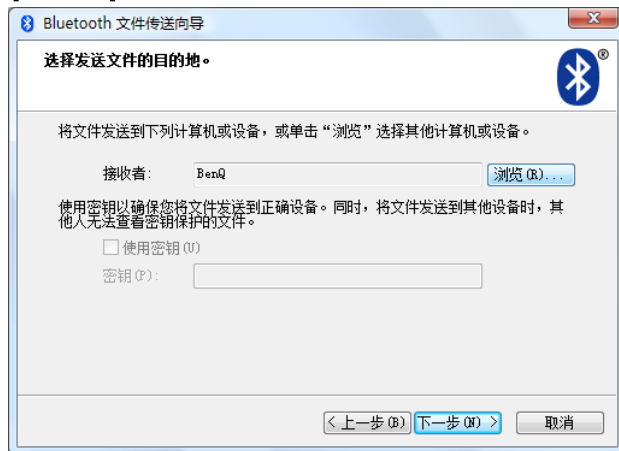 Bluetooth 文件传送向导
选择发送文件的目的地。
®
将文件发送到下列计算机或设备，或单击“浏览”选择其他计算机或设备。
接收者： BenQ 浏览(R)...
使用密钥以确保您将文件发送到正确设备。同时，将文件发送到其他设备时，其
他人无法查看密钥保护的文件。
使用密钥(U)
密钥(P)：
< 上一步(B) 下一步(N) > 取消